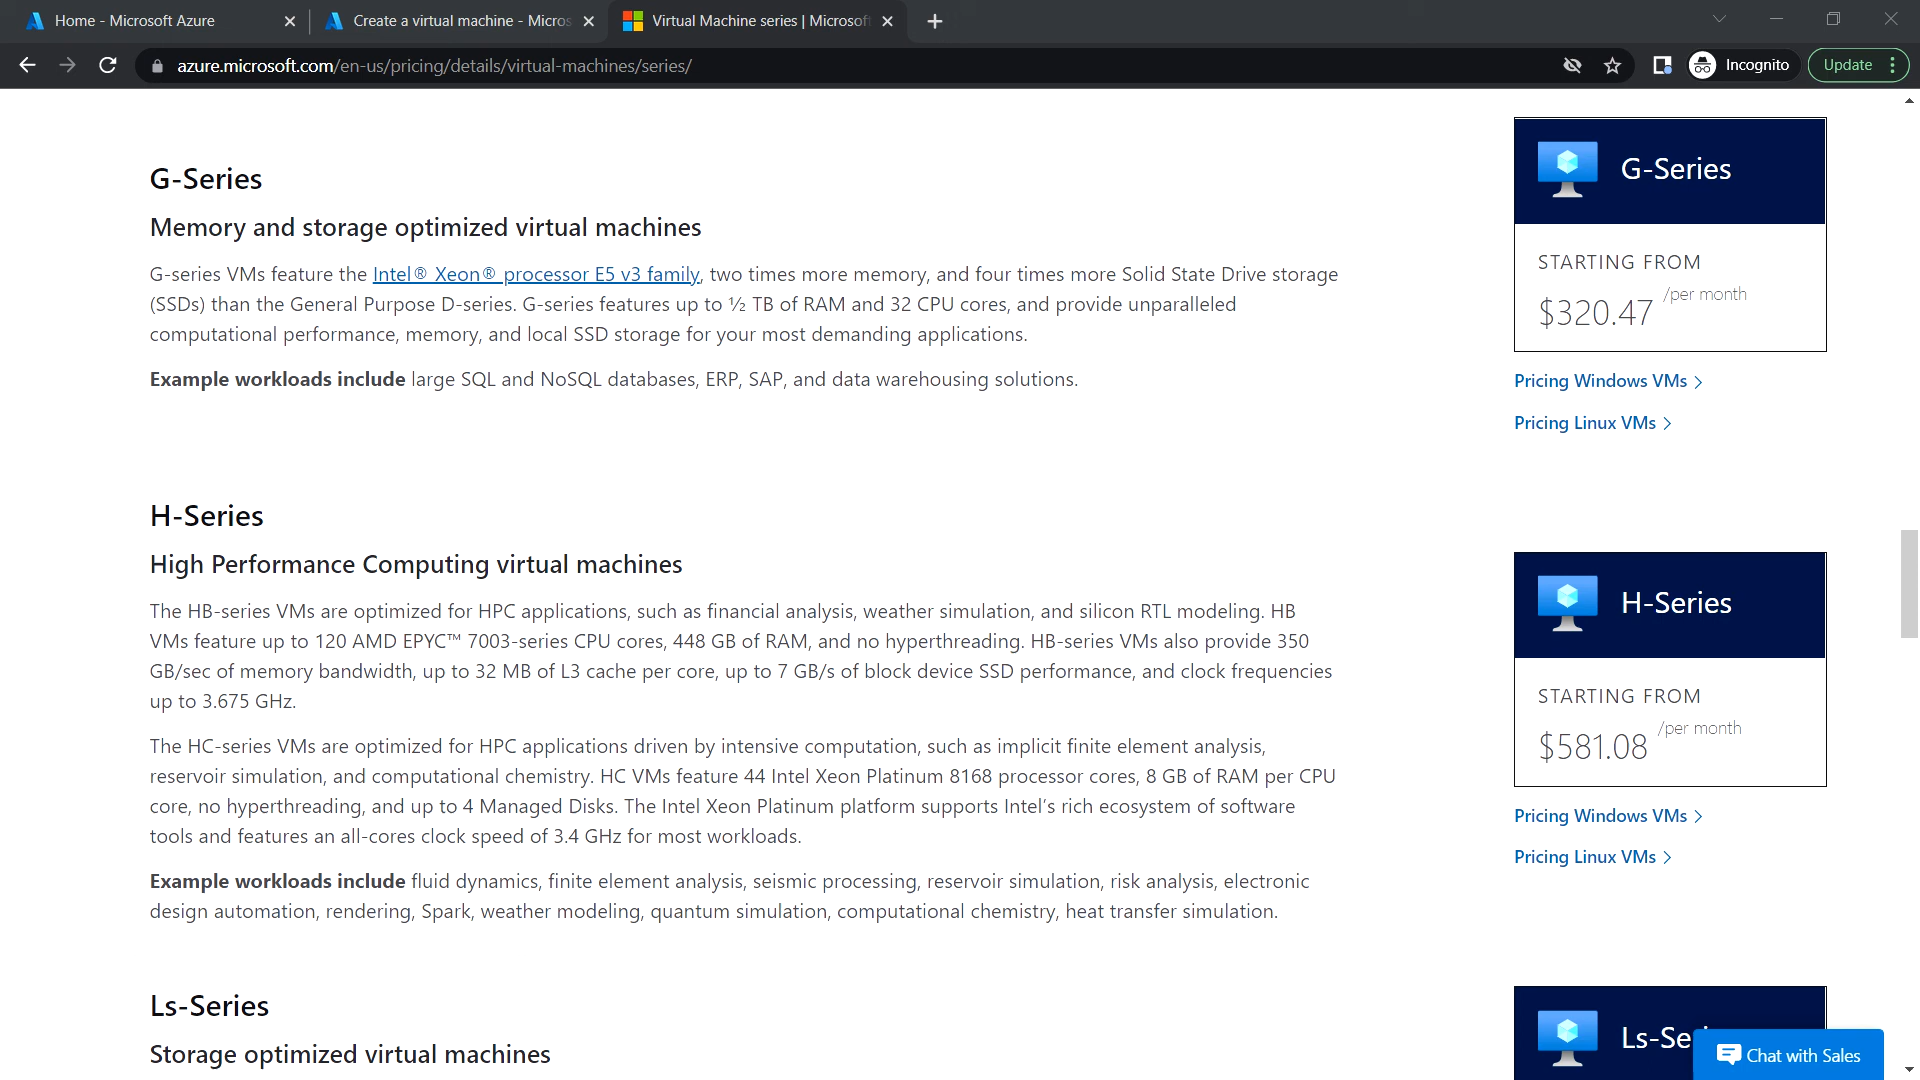 Home - Microsoft Azure
Create a virtual machine - Micros
Virtual Machine series | Microsof
azure.microsoft.com/en-us/pricing/details/virtual-machines/series/
Incognito
Update
G-Series
Memory and storage optimized virtual machines
G-series VMs feature the Intel® Xeon® processor E5 v3 family, two times more memory, and four times more Solid State Drive storage
(SSDs) than the General Purpose D-series. G-series features up to ½ TB of RAM and 32 CPU cores, and provide unparalleled
computational performance, memory, and local SSD storage for your most demanding applications.
Example workloads include large SQL and NoSQL databases, ERP, SAP, and data warehousing solutions.
G-Series
STARTING FROM
$320.47 /per month
Pricing Windows VMs
Pricing Linux VMs
H-Series
High Performance Computing virtual machines
The HB-series VMs are optimized for HPC applications, such as financial analysis, weather simulation, and silicon RTL modeling. HB
VMs feature up to 120 AMD EPYC™ 7003-series CPU cores, 448 GB of RAM, and no hyperthreading. HB-series VMs also provide 350
GB/sec of memory bandwidth, up to 32 MB of L3 cache per core, up to 7 GB/s of block device SSD performance, and clock frequencies
up to 3.675 GHz.
The HC-series VMs are optimized for HPC applications driven by intensive computation, such as implicit finite element analysis,
reservoir simulation, and computational chemistry. HC VMs feature 44 Intel Xeon Platinum 8168 processor cores, 8 GB of RAM per CPU
core, no hyperthreading, and up to 4 Managed Disks. The Intel Xeon Platinum platform supports Intel's rich ecosystem of software
tools and features an all-cores clock speed of 3.4 GHz for most workloads.
Example workloads include fluid dynamics, finite element analysis, seismic processing, reservoir simulation, risk analysis, electronic
design automation, rendering, Spark, weather modeling, quantum simulation, computational chemistry, heat transfer simulation.
H-Series
STARTING FROM
$581.08 /per month
Pricing Windows VMs
Pricing Linux VMs
Ls-Series
Storage optimized virtual machines
Ls-Se
Chat with Sales